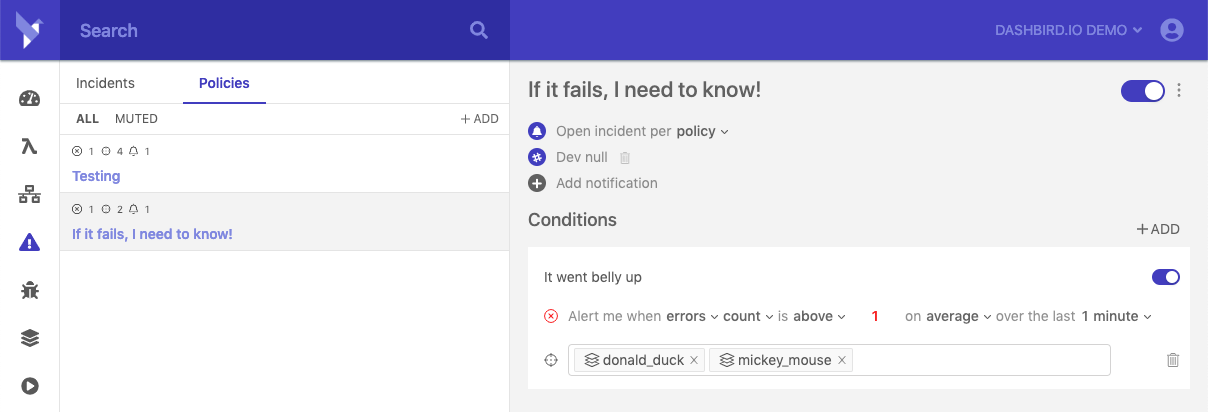 Search
DASHBIRD.IO DEMO
Incidents Policies
ALL MUTED + ADD
1 4 1
Testing
1 2 1
If it fails, I need to know!
If it fails, I need to know!
Open incident per policy
Dev null
Add notification
Conditions
+ ADD
It went belly up
Alert me when errors count is above 1 on average over the last 1 minute
donald_duck × mickey_mouse ×